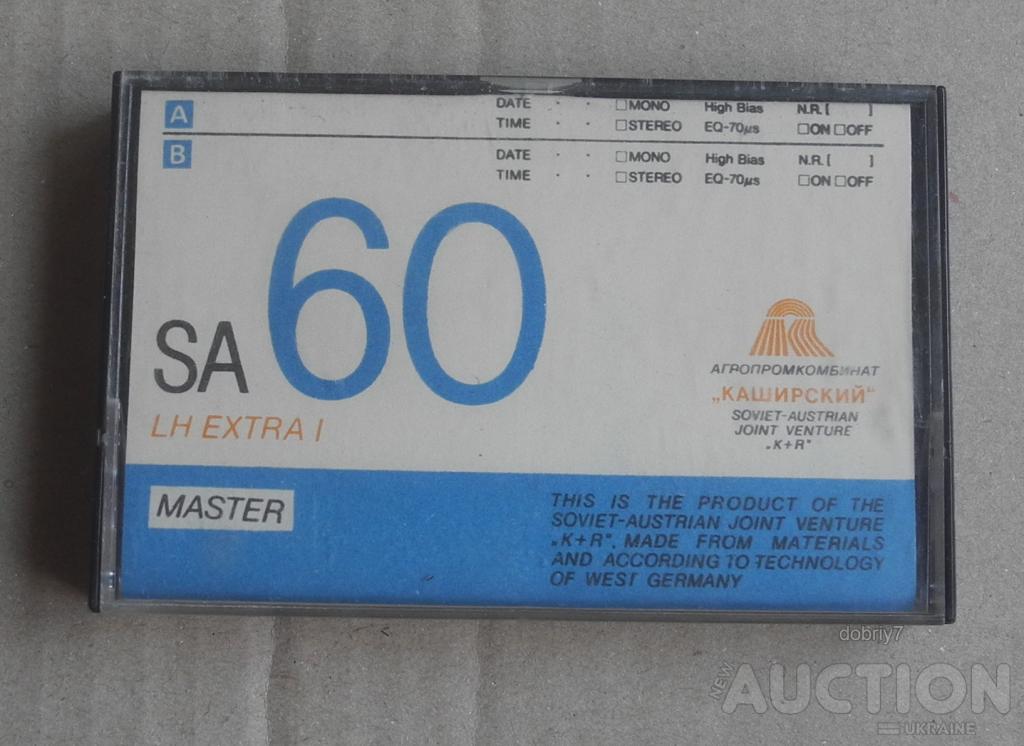 A DATE · · □MONO High Bias N.R. [ ]
TIME · · □STEREO EQ-70µs □ON □OFF
B DATE · · □MONO High Bias N.R. [ ]
TIME · · □STEREO EQ-70µs □ON □OFF
SA 60
LH EXTRA I
АГРОПРОМКОМБИНАТ
„КАШИРСКИЙ"
SOVIET-AUSTRIAN
JOINT VENTURE
„K+R"
MASTER
THIS IS THE PRODUCT OF THE
SOVIET-AUSTRIAN JOINT VENTURE
„K+R", MADE FROM MATERIALS
AND ACCORDING TO TECHNOLOGY
OF WEST GERMANY
dobriy7
NEW AUCTION
UKRAINE